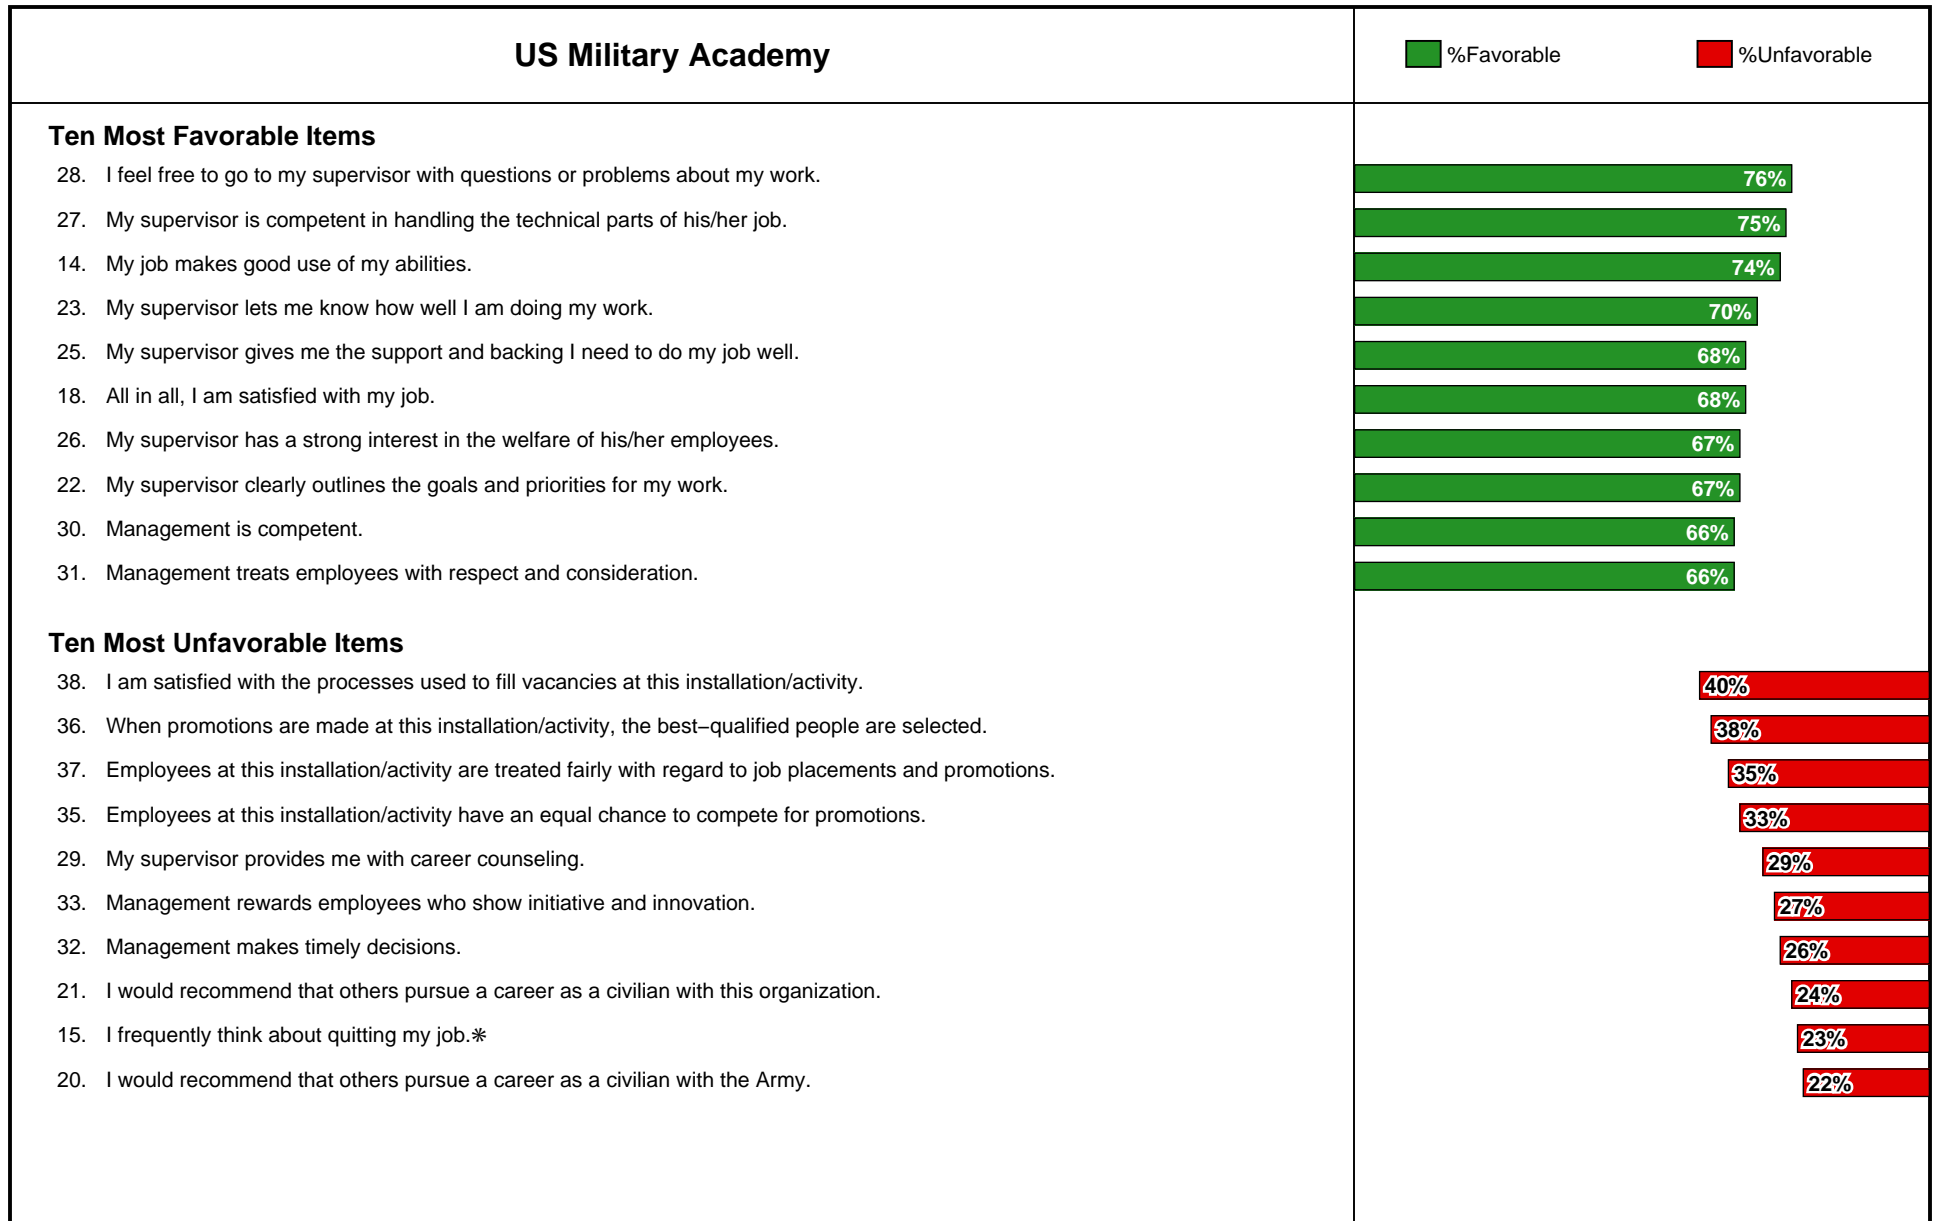 US Military Academy %Favorable %Unfavorable
Ten Most Favorable Items
28. I feel free to go to my supervisor with questions or problems about my work. 76%
27. My supervisor is competent in handling the technical parts of his/her job. 75%
14. My job makes good use of my abilities. 74%
23. My supervisor lets me know how well I am doing my work. 70%
25. My supervisor gives me the support and backing I need to do my job well. 68%
18. All in all, I am satisfied with my job. 68%
26. My supervisor has a strong interest in the welfare of his/her employees. 67%
22. My supervisor clearly outlines the goals and priorities for my work. 67%
30. Management is competent. 66%
31. Management treats employees with respect and consideration. 66%
Ten Most Unfavorable Items
38. I am satisfied with the processes used to fill vacancies at this installation/activity. 40%
36. When promotions are made at this installation/activity, the best−qualified people are selected. 38%
37. Employees at this installation/activity are treated fairly with regard to job placements and promotions. 35%
35. Employees at this installation/activity have an equal chance to compete for promotions. 33%
29. My supervisor provides me with career counseling. 29%
33. Management rewards employees who show initiative and innovation. 27%
32. Management makes timely decisions. 26%
21. I would recommend that others pursue a career as a civilian with this organization. 24%
15. I frequently think about quitting my job.* 23%
20. I would recommend that others pursue a career as a civilian with the Army. 22%